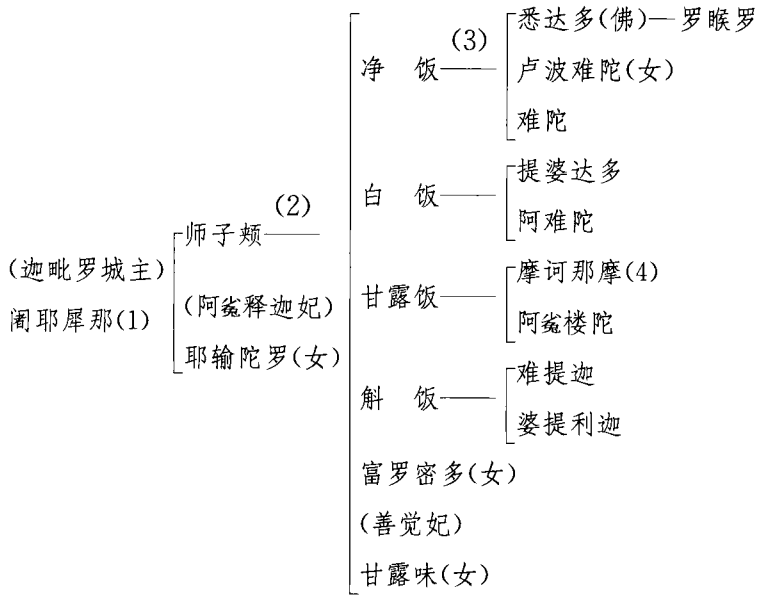 (迦毗罗城主)
阇耶犀那(1)
师子颊
(2)
(阿㝹释迦妃)
耶输陀罗(女)
净 饭
(3)
悉达多(佛)—罗睺罗
卢波难陀(女)
难陀
白 饭
提婆达多
阿难陀
甘露饭
摩诃那摩(4)
阿㝹楼陀
斛 饭
难提迦
婆提利迦
富罗密多(女)
(善觉妃)
甘露味(女)